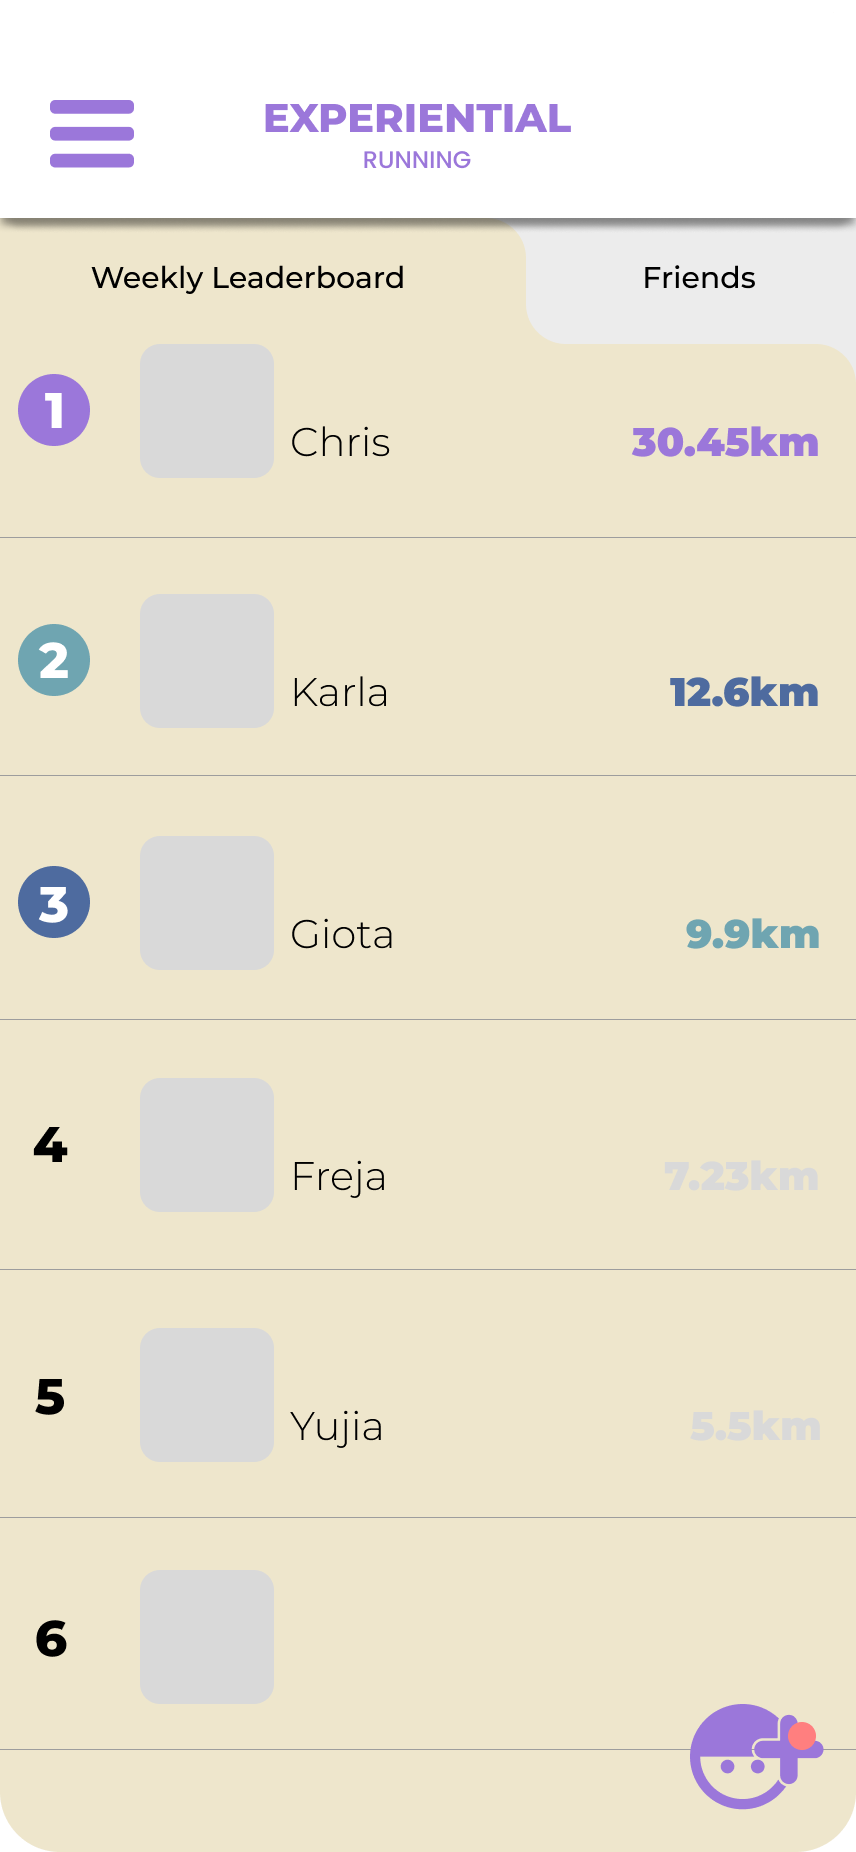 EXPERIENTIAL
RUNNING
Weekly Leaderboard Friends
1 Chris 30.45km
2 Karla 12.6km
3 Giota 9.9km
4 Freja 7.23km
5 Yujia 5.5km
6